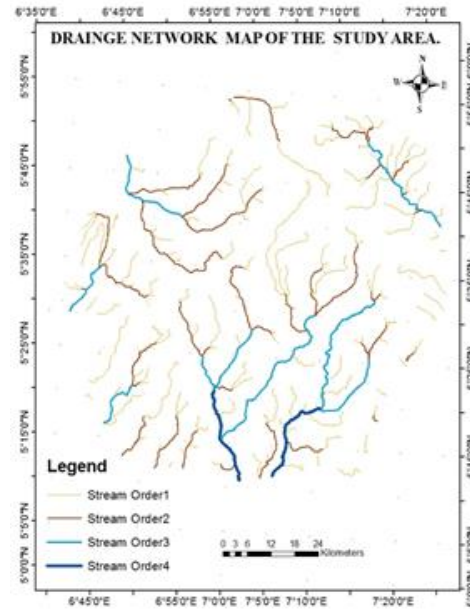 6°35'0"E 6°45'0"E 6°55'0"E 7°0'0"E 7°5'0"E 7°10'0"E 7°20'0"E
DRAINGE NETWORK MAP OF THE STUDY AREA.
N
W E
S
5°45'0"N
5°35'0"N
5°25'0"N
5°15'0"N
5°5'0"N
5°0'0"N
Legend
Stream Order1
Stream Order2
Stream Order3
Stream Order4
0 3 6 12 18 24
Kilometers
6°45'0"E 6°55'0"E 7°0'0"E 7°5'0"E 7°10'0"E 7°20'0"E